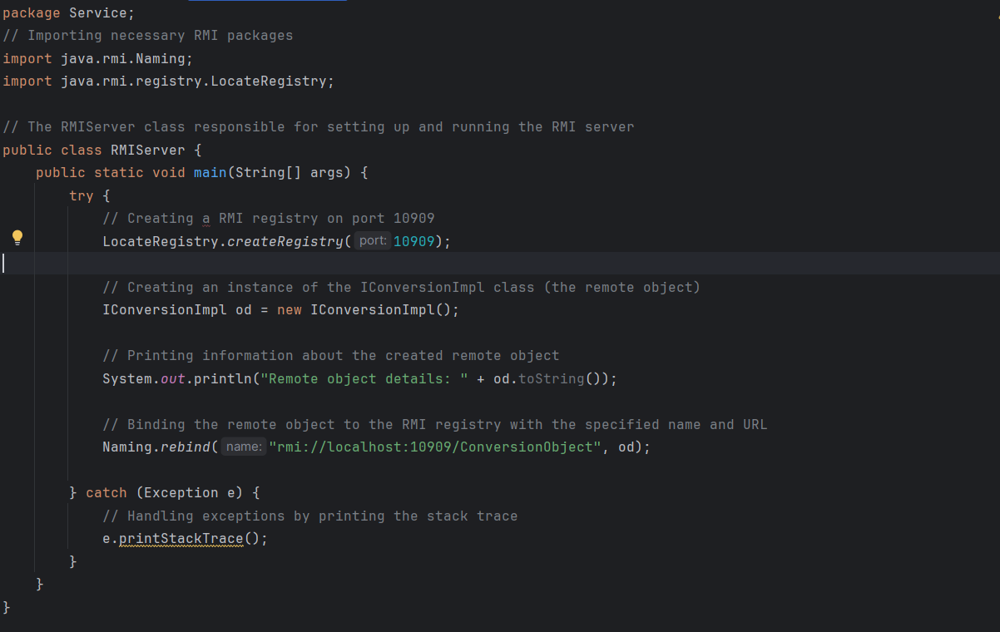 package Service;
// Importing necessary RMI packages
import java.rmi.Naming;
import java.rmi.registry.LocateRegistry;
// The RMIServer class responsible for setting up and running the RMI server
public class RMIServer {
    public static void main(String[] args) {
        try {
            // Creating a RMI registry on port 10909
            LocateRegistry.createRegistry( port: 10909);
            // Creating an instance of the IConversionImpl class (the remote object)
            IConversionImpl od = new IConversionImpl();
            // Printing information about the created remote object
            System.out.println("Remote object details: " + od.toString());
            // Binding the remote object to the RMI registry with the specified name and URL
            Naming.rebind( name: "rmi://localhost:10909/ConversionObject", od);
        } catch (Exception e) {
            // Handling exceptions by printing the stack trace
            e.printStackTrace();
        }
    }
}